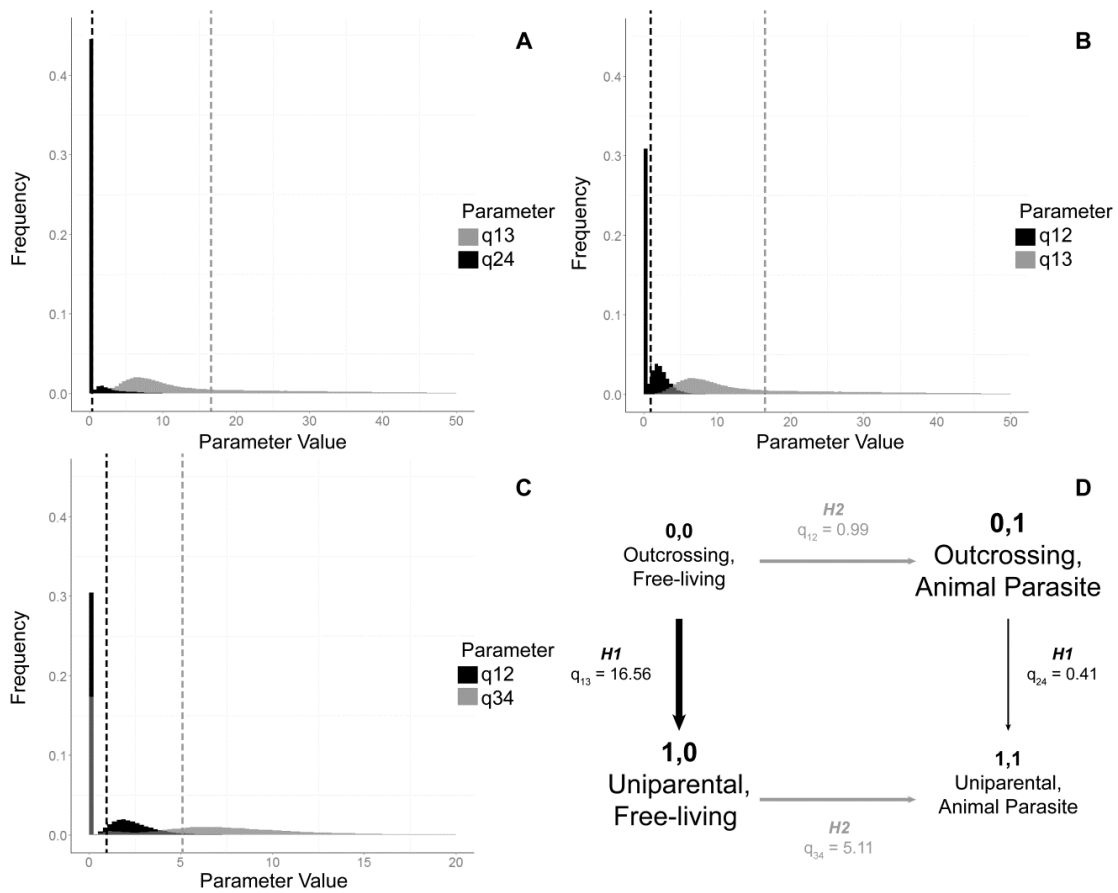 A
Frequency
0.4
0.3
0.2
0.1
0.0
0
10
20
30
40
50
Parameter Value
Parameter
q13
q24
B
Frequency
0.4
0.3
0.2
0.1
0.0
0
10
20
30
40
50
Parameter Value
Parameter
q12
q13
C
Frequency
0.4
0.3
0.2
0.1
0.0
0
5
10
15
20
Parameter Value
Parameter
q12
q34
D
0,0
Outcrossing,
Free-living
H2
q12 = 0.99
0,1
Outcrossing,
Animal Parasite
H1
q13 = 16.56
H1
q24 = 0.41
1,0
Uniparental,
Free-living
1,1
Uniparental,
Animal Parasite
H2
q34 = 5.11